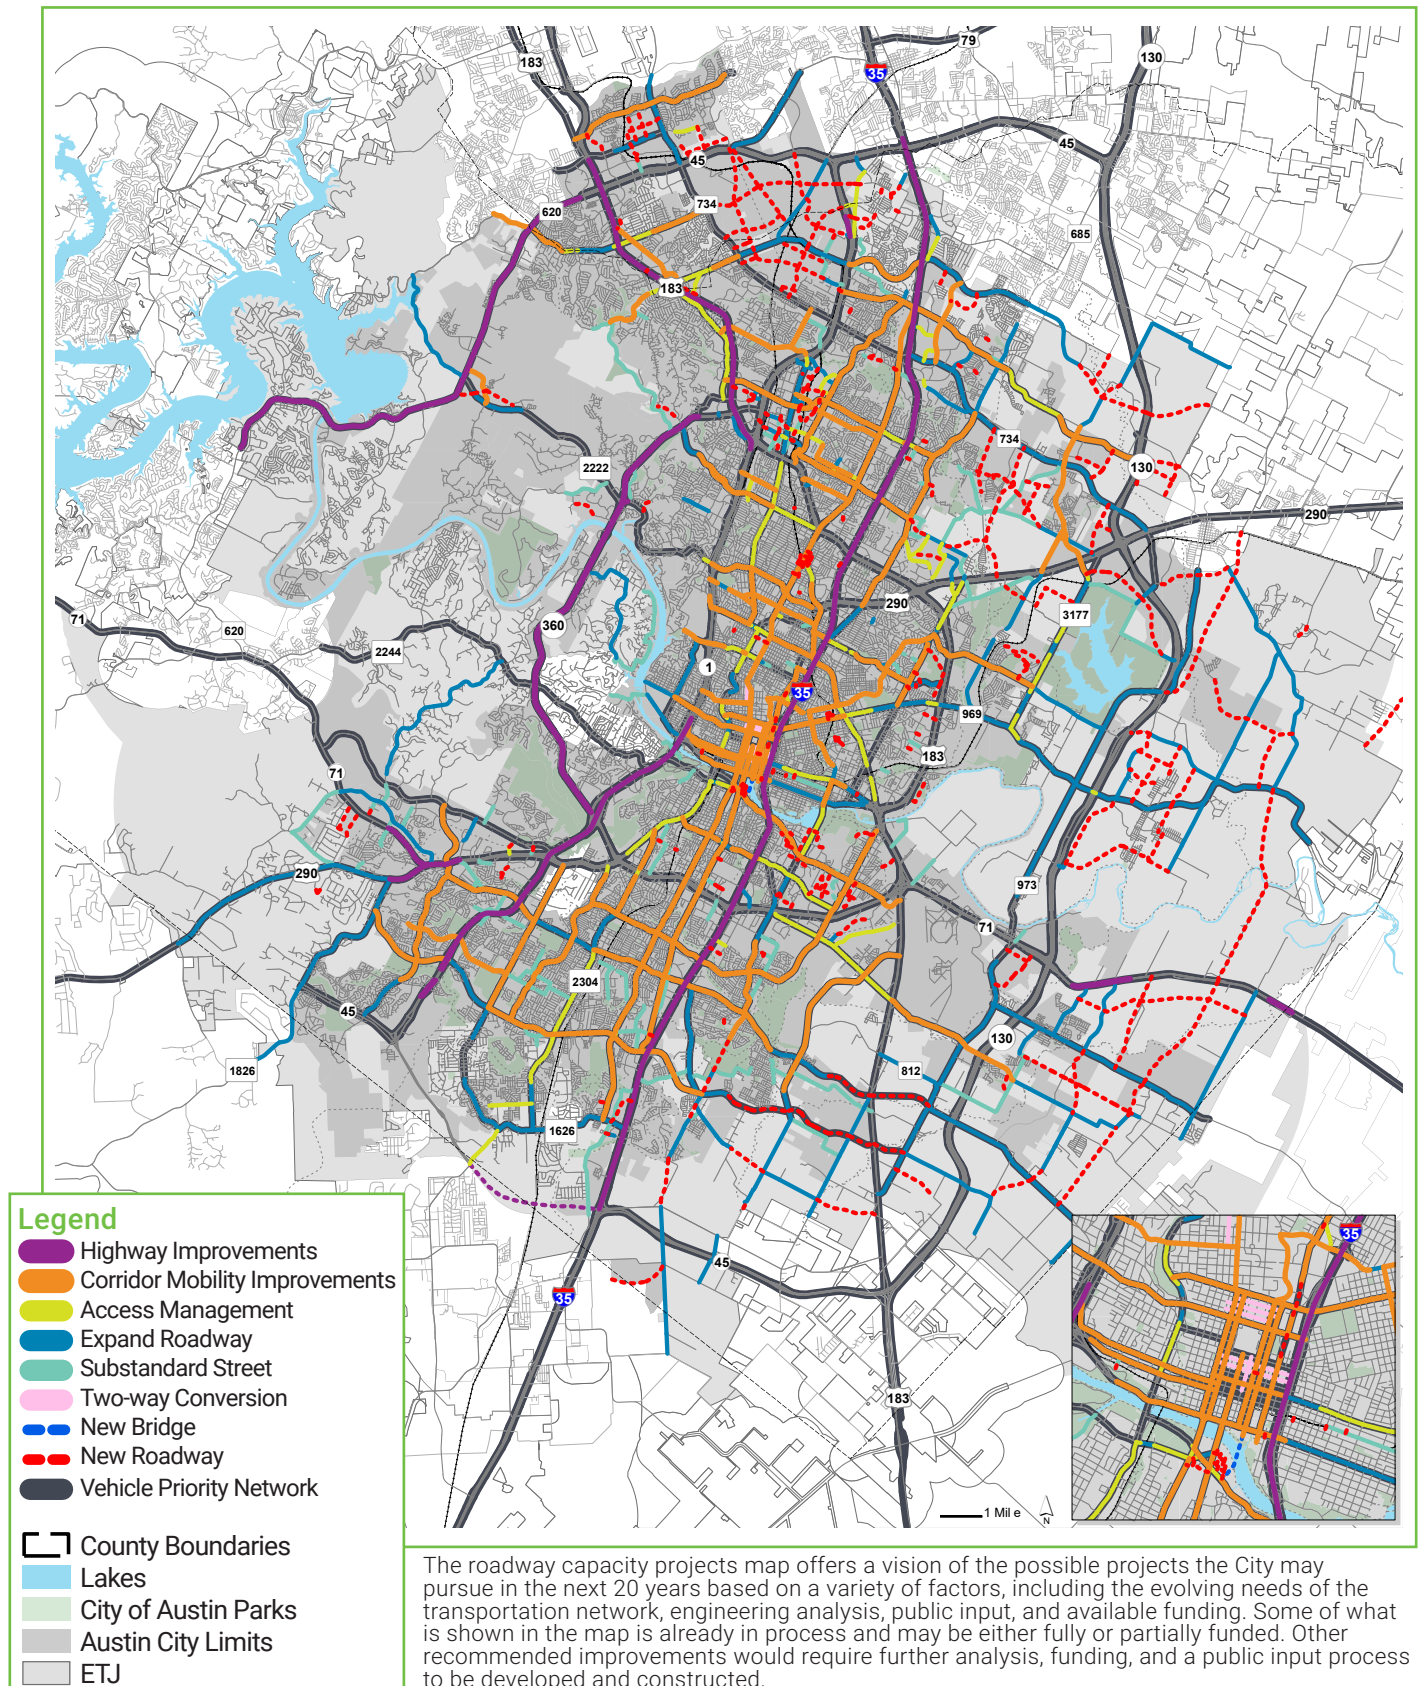 183
79
35
130
45
45
734
620
685
183
734
2222
130
290
71
620
2244
360
290
3177
1
35
969
183
71
290
973
71
2304
45
130
812
1826
1626
45
35
183
1 Mile
N
35
Legend
Highway Improvements
Corridor Mobility Improvements
Access Management
Expand Roadway
Substandard Street
Two-way Conversion
New Bridge
New Roadway
Vehicle Priority Network
County Boundaries
Lakes
City of Austin Parks
Austin City Limits
ETJ
The roadway capacity projects map offers a vision of the possible projects the City may
pursue in the next 20 years based on a variety of factors, including the evolving needs of the
transportation network, engineering analysis, public input, and available funding. Some of what
is shown in the map is already in process and may be either fully or partially funded. Other
recommended improvements would require further analysis, funding, and a public input process
to be developed and constructed.